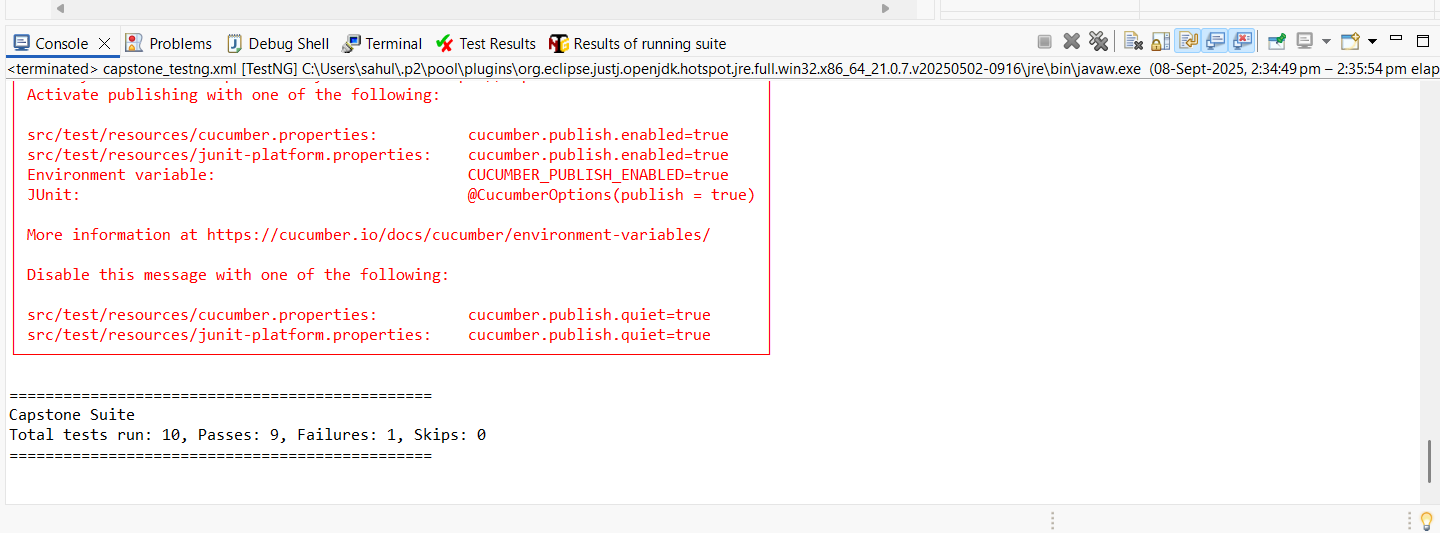 Console Problems Debug Shell Terminal Test Results Results of running suite
<terminated> capstone_testng.xml [TestNG] C:\Users\sahul\.p2\pool\plugins\org.eclipse.justj.openjdk.hotspot.jre.full.win32.x86_64_21.0.7.v20250502-0916\jre\bin\javaw.exe (08-Sept-2025, 2:34:49 pm – 2:35:54 pm elap
Activate publishing with one of the following:
src/test/resources/cucumber.properties: cucumber.publish.enabled=true
src/test/resources/junit-platform.properties: cucumber.publish.enabled=true
Environment variable: CUCUMBER_PUBLISH_ENABLED=true
JUnit: @CucumberOptions(publish = true)
More information at https://cucumber.io/docs/cucumber/environment-variables/
Disable this message with one of the following:
src/test/resources/cucumber.properties: cucumber.publish.quiet=true
src/test/resources/junit-platform.properties: cucumber.publish.quiet=true
===============================================
Capstone Suite
Total tests run: 10, Passes: 9, Failures: 1, Skips: 0
===============================================